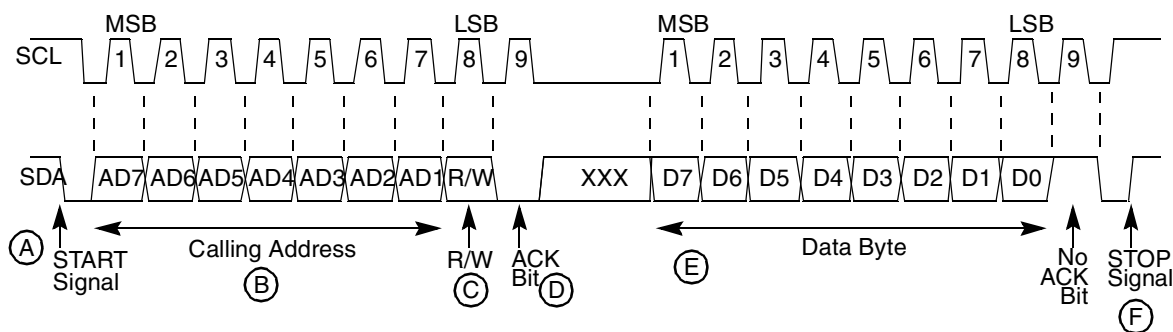 MSB LSB MSB LSB
SCL 1 2 3 4 5 6 7 8 9 1 2 3 4 5 6 7 8 9
SDA AD7 AD6 AD5 AD4 AD3 AD2 AD1 R/W XXX D7 D6 D5 D4 D3 D2 D1 D0
A START
Signal
Calling Address
B
R/W
C
ACK
Bit D
E
Data Byte
No
ACK
Bit
STOP
Signal
F